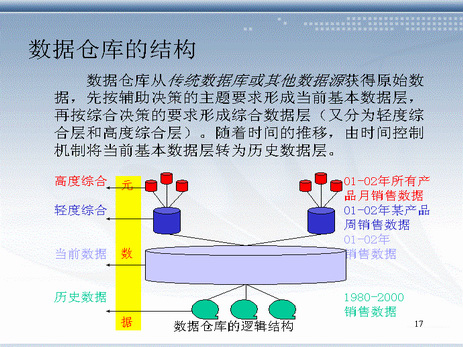 数据仓库的结构
数据仓库从传统数据库或其他数据源获得原始数
据，先按辅助决策的主题要求形成当前基本数据层，
再按综合决策的要求形成综合数据层（又分为轻度综
合层和高度综合层）。随着时间的推移，由时间控制
机制将当前基本数据层转为历史数据层。
高度综合
元
01-02年所有产
品月销售数据
轻度综合
01-02年某产品
周销售数据
当前数据
数
01-02年
销售数据
历史数据
据
1980-2000
销售数据
数据仓库的逻辑结构
17